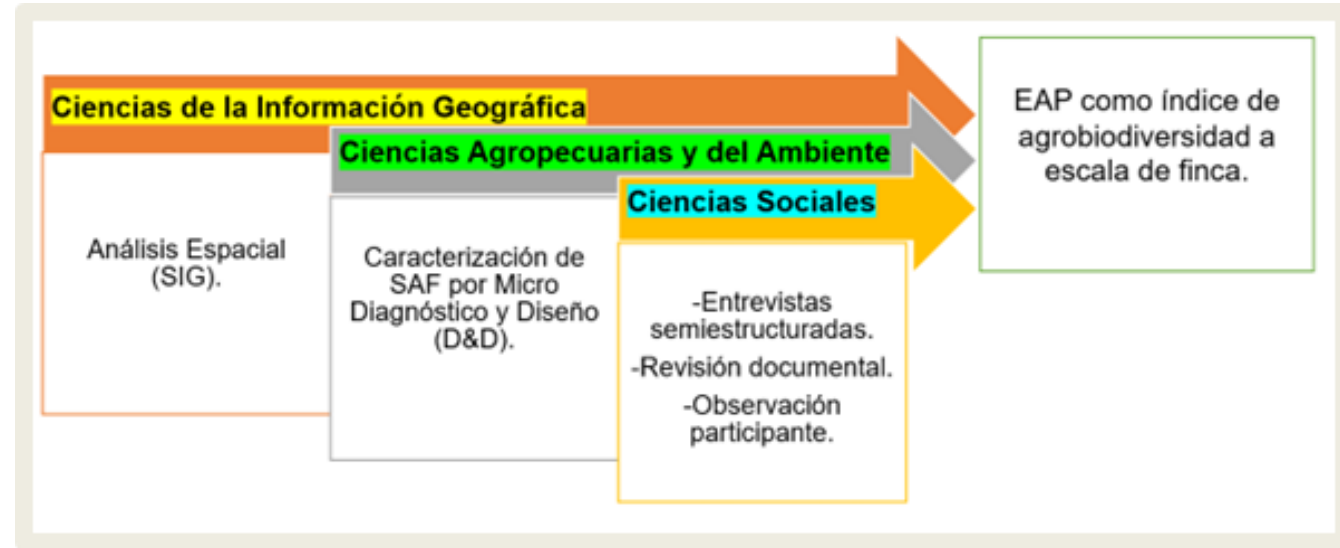 Ciencias de la Información Geográfica
Análisis Espacial
(SIG).
Ciencias Agropecuarias y del Ambiente
Caracterización de
SAF por Micro
Diagnóstico y Diseño
(D&D).
Ciencias Sociales
-Entrevistas
semiestructuradas.
-Revisión documental.
-Observación
participante.
EAP como índice de
agrobiodiversidad a
escala de finca.